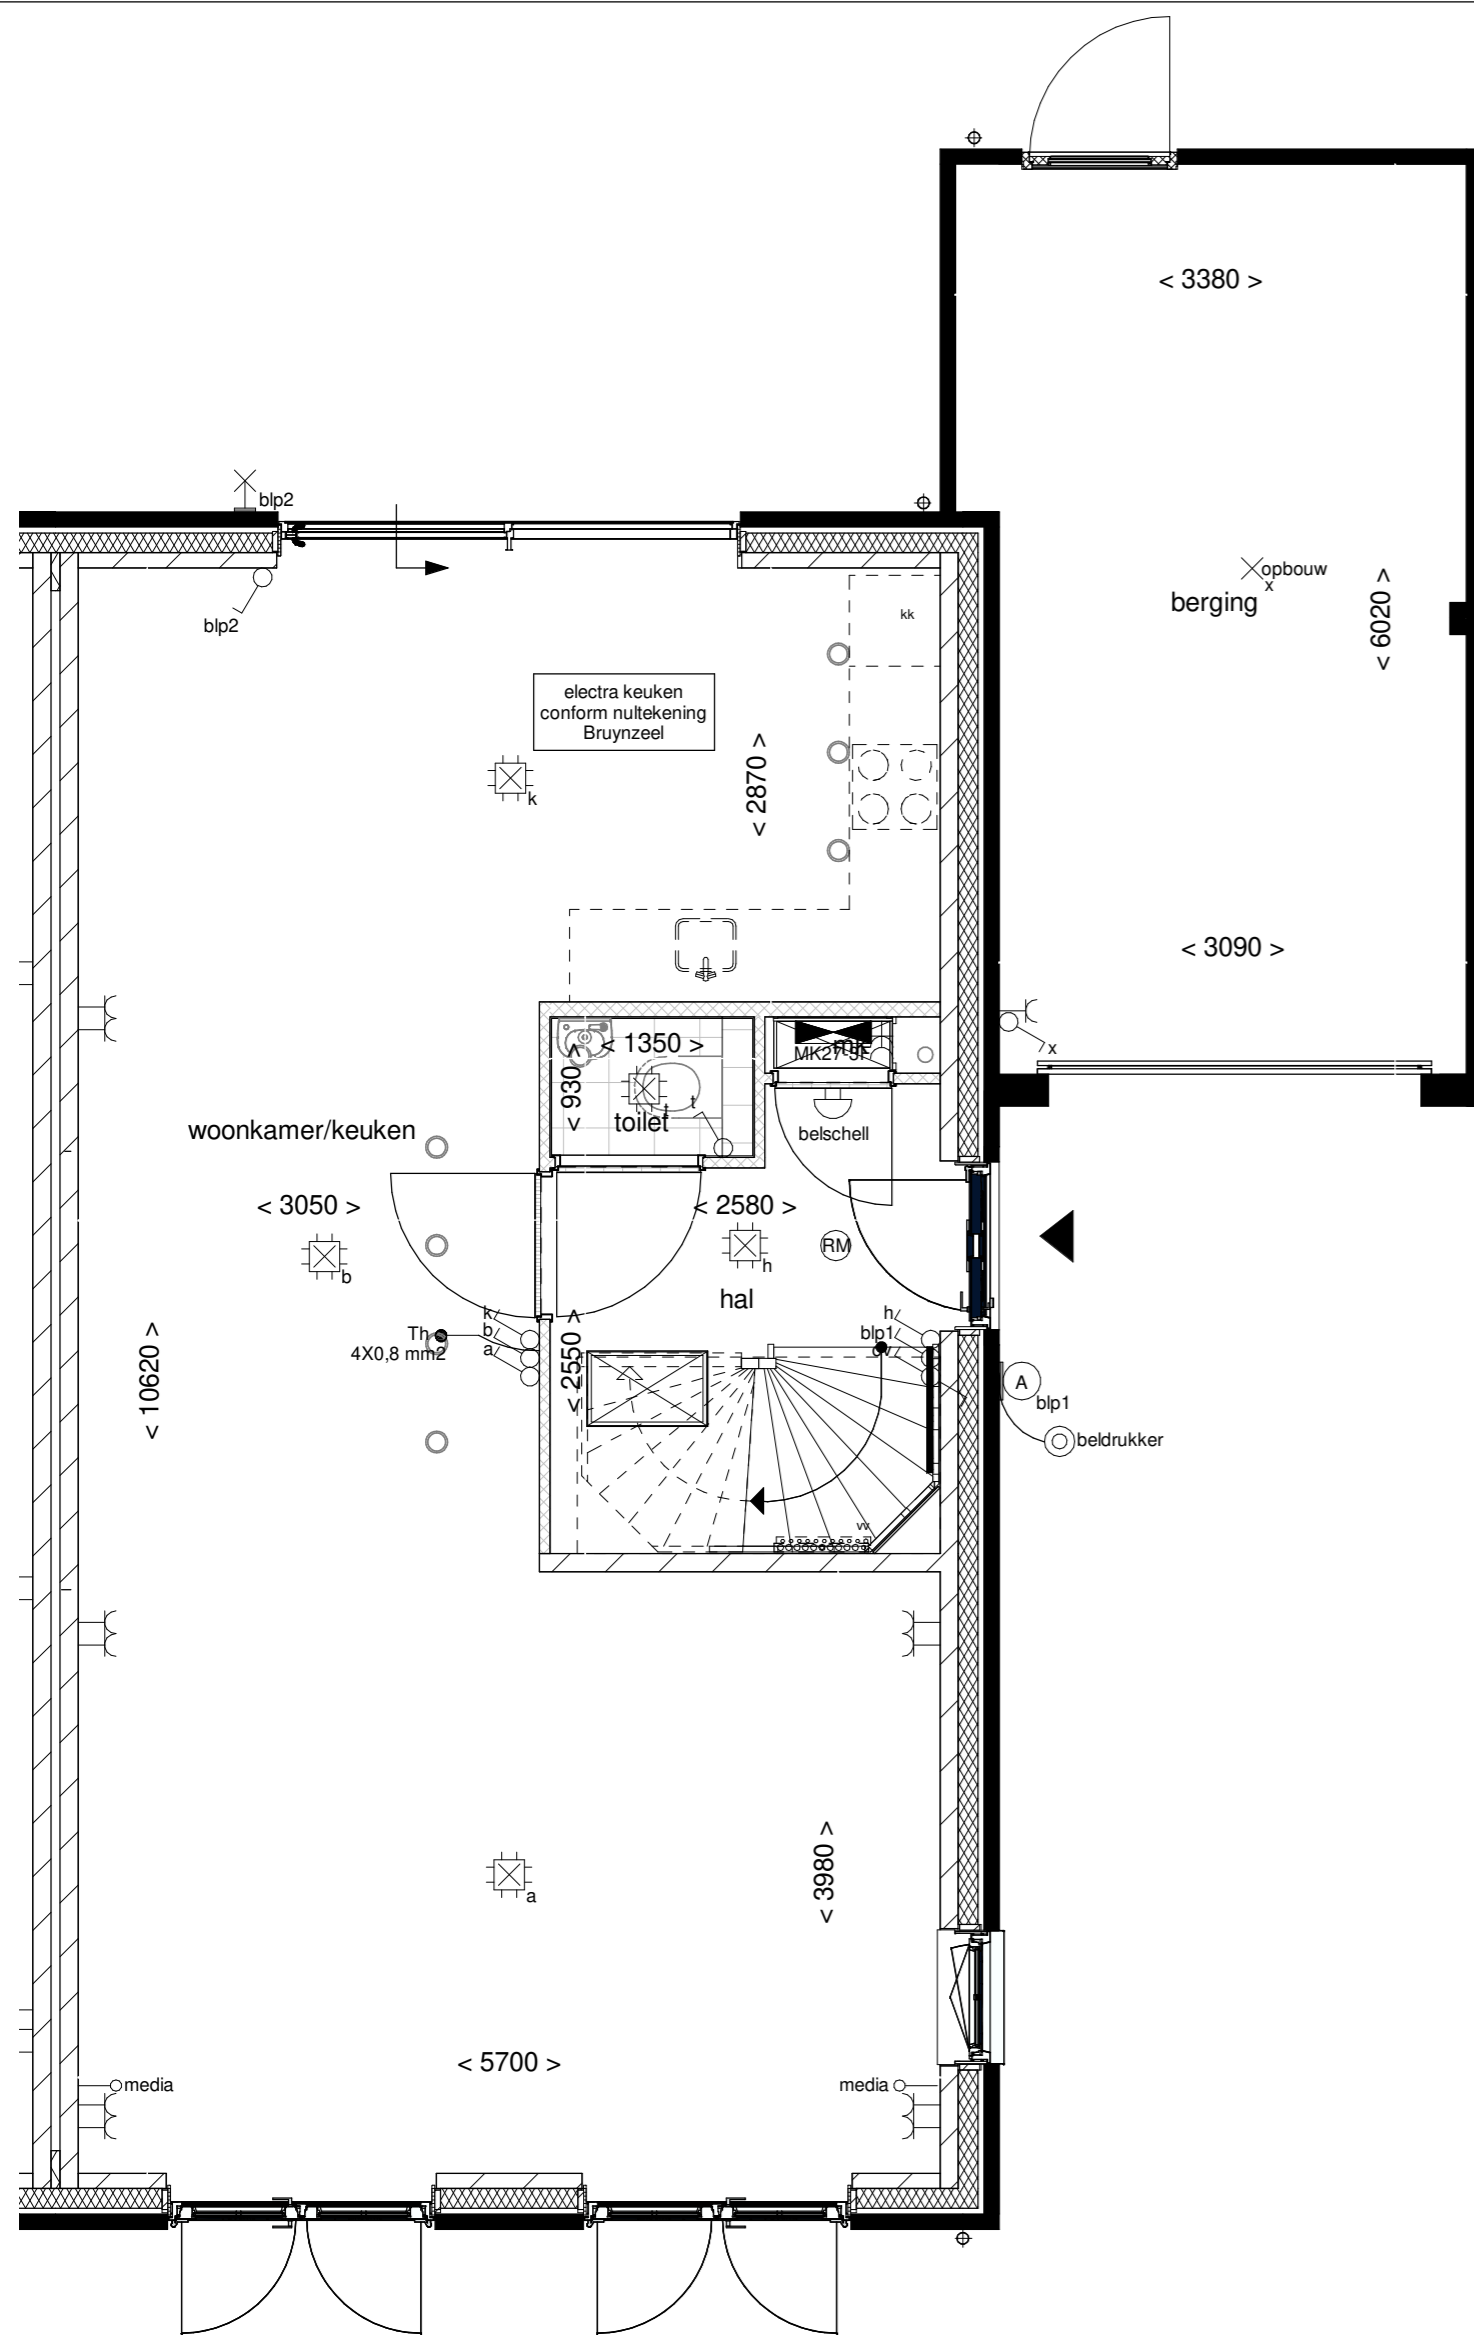 < 3380 >
blp2
opbouw
x
berging
< 6020 >
blp2
kk
electra keuken
conform nultekening
Bruynzeel
k
< 2870 >
< 3090 >
x
< 1350 >
< 930 >
t
t
toilet
belschell
woonkamer/keuken
< 3050 >
b
< 2580 >
h
RM
hal
Th
4X0,8 mm2
k
b
a
< 2550 >
h
blp1
A
blp1
beldrukker
< 10620 >
vv
a
< 3980 >
< 5700 >
media
media